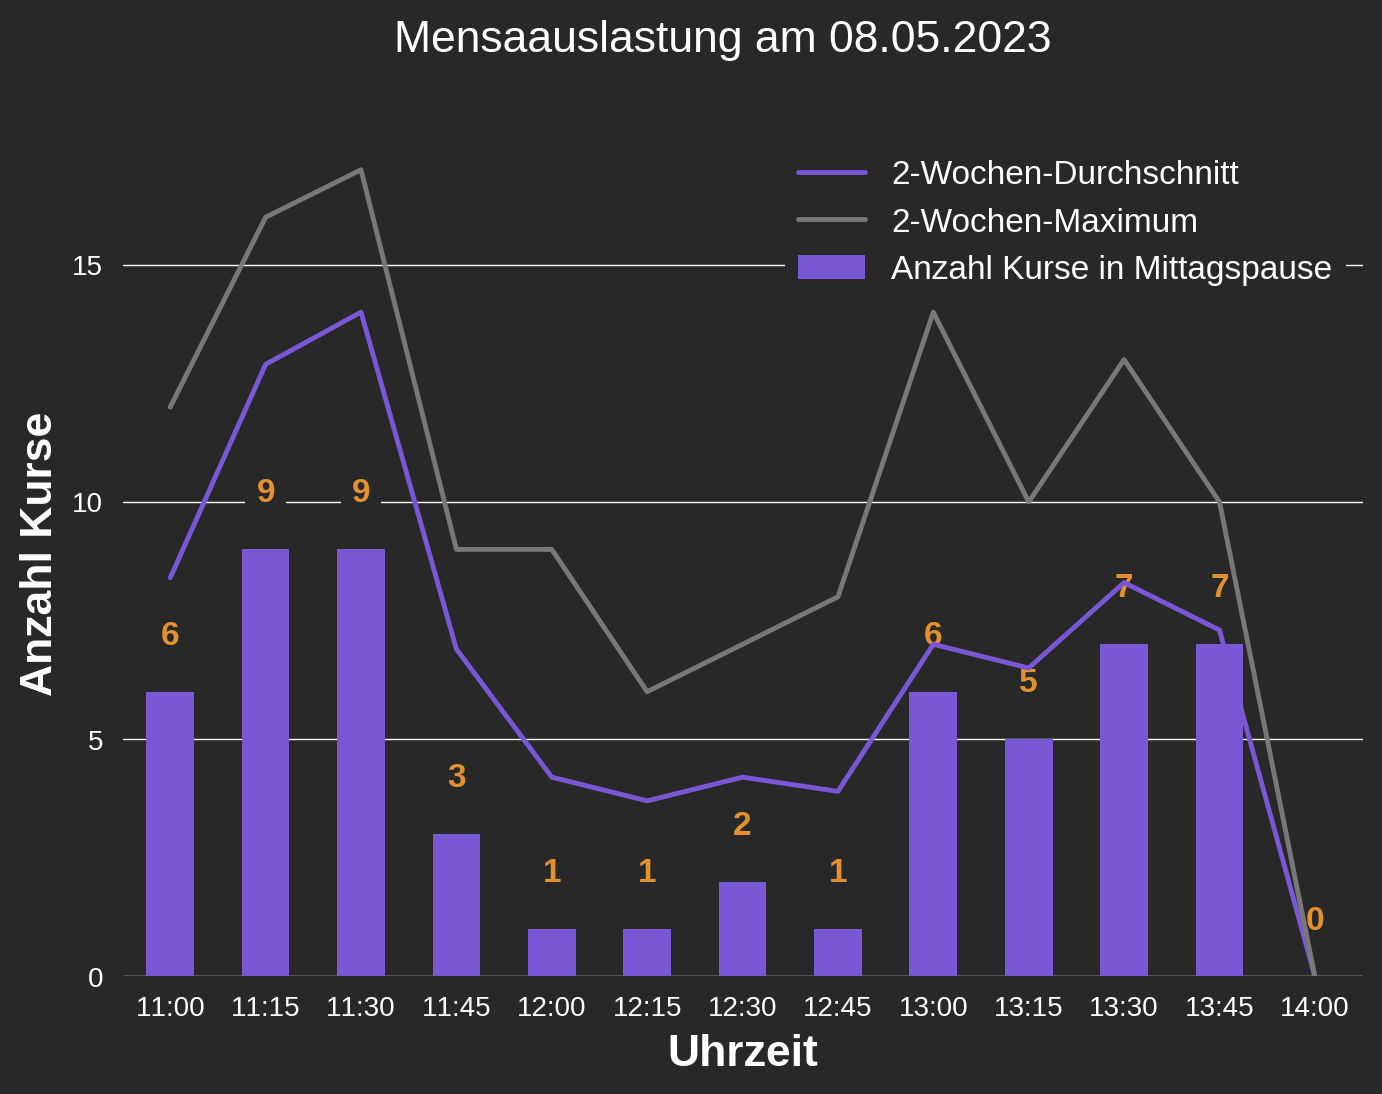 Mensaauslastung am 08.05.2023
2-Wochen-Durchschnitt
2-Wochen-Maximum
Anzahl Kurse in Mittagspause
Anzahl Kurse
15
10
5
0
6
9
9
3
1
1
2
1
6
5
7
7
0
11:00 11:15 11:30 11:45 12:00 12:15 12:30 12:45 13:00 13:15 13:30 13:45 14:00
Uhrzeit